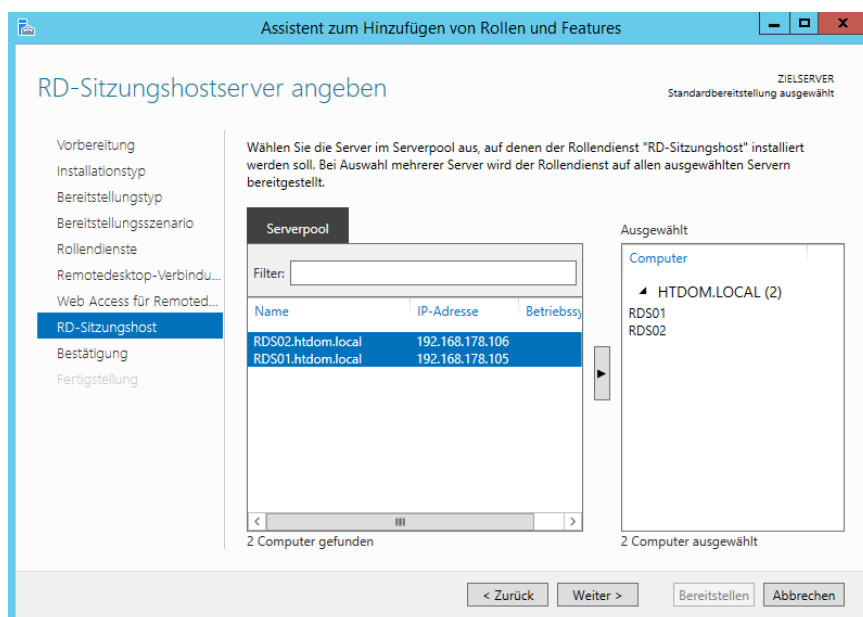 Assistent zum Hinzufügen von Rollen und Features
RD-Sitzungshostserver angeben
ZIELSERVER
Standardbereitstellung ausgewählt
Vorbereitung
Installationstyp
Bereitstellungstyp
Bereitstellungsszenario
Rollendienste
Remotedesktop-Verbindu...
Web Access für Remoted...
RD-Sitzungshost
Bestätigung
Fertigstellung
Wählen Sie die Server im Serverpool aus, auf denen der Rollendienst "RD-Sitzungshost" installiert
werden soll. Bei Auswahl mehrerer Server wird der Rollendienst auf allen ausgewählten Servern
bereitgestellt.
Serverpool
Filter:
Name IP-Adresse Betriebssy
RDS02.htdom.local 192.168.178.106
RDS01.htdom.local 192.168.178.105
2 Computer gefunden
Ausgewählt
Computer
HTDOM.LOCAL (2)
RDS01
RDS02
2 Computer ausgewählt
< Zurück Weiter > Bereitstellen Abbrechen